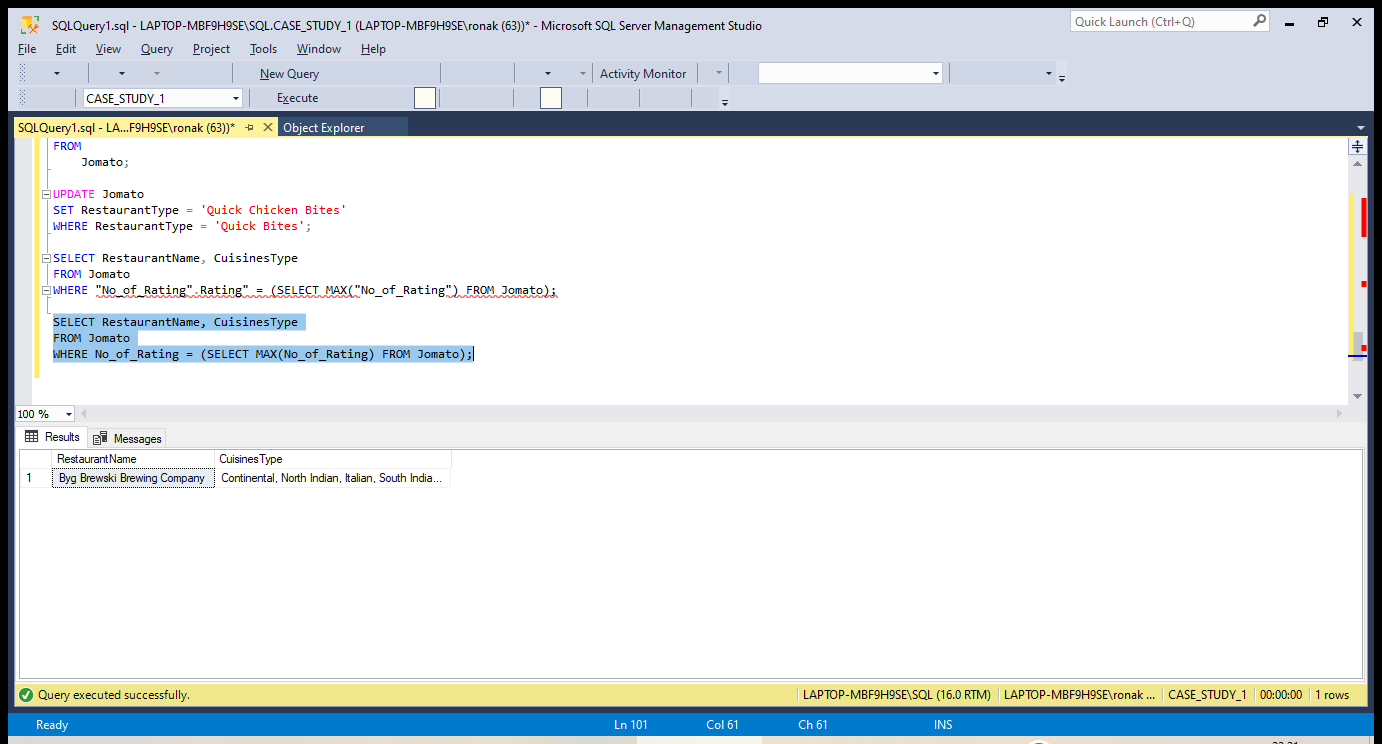 SQLQuery1.sql - LAPTOP-MBF9H9SE\SQL.CASE_STUDY_1 (LAPTOP-MBF9H9SE\ronak (63))* - Microsoft SQL Server Management Studio
Quick Launch (Ctrl+Q)
File Edit View Query Project Tools Window Help
New Query Activity Monitor
CASE_STUDY_1 Execute
SQLQuery1.sql - LA...F9H9SE\ronak (63))* Object Explorer
FROM
Jomato;
UPDATE Jomato
SET RestaurantType = 'Quick Chicken Bites'
WHERE RestaurantType = 'Quick Bites';
SELECT RestaurantName, CuisinesType
FROM Jomato
WHERE "No_of_Rating".Rating" = (SELECT MAX("No_of_Rating") FROM Jomato);
SELECT RestaurantName, CuisinesType
FROM Jomato
WHERE No_of_Rating = (SELECT MAX(No_of_Rating) FROM Jomato);
100 %
Results Messages
RestaurantName CuisinesType
1 Byg Brewski Brewing Company Continental, North Indian, Italian, South India...
Query executed successfully. LAPTOP-MBF9H9SE\SQL (16.0 RTM) LAPTOP-MBF9H9SE\ronak ... CASE_STUDY_1 00:00:00 1 rows
Ready Ln 101 Col 61 Ch 61 INS